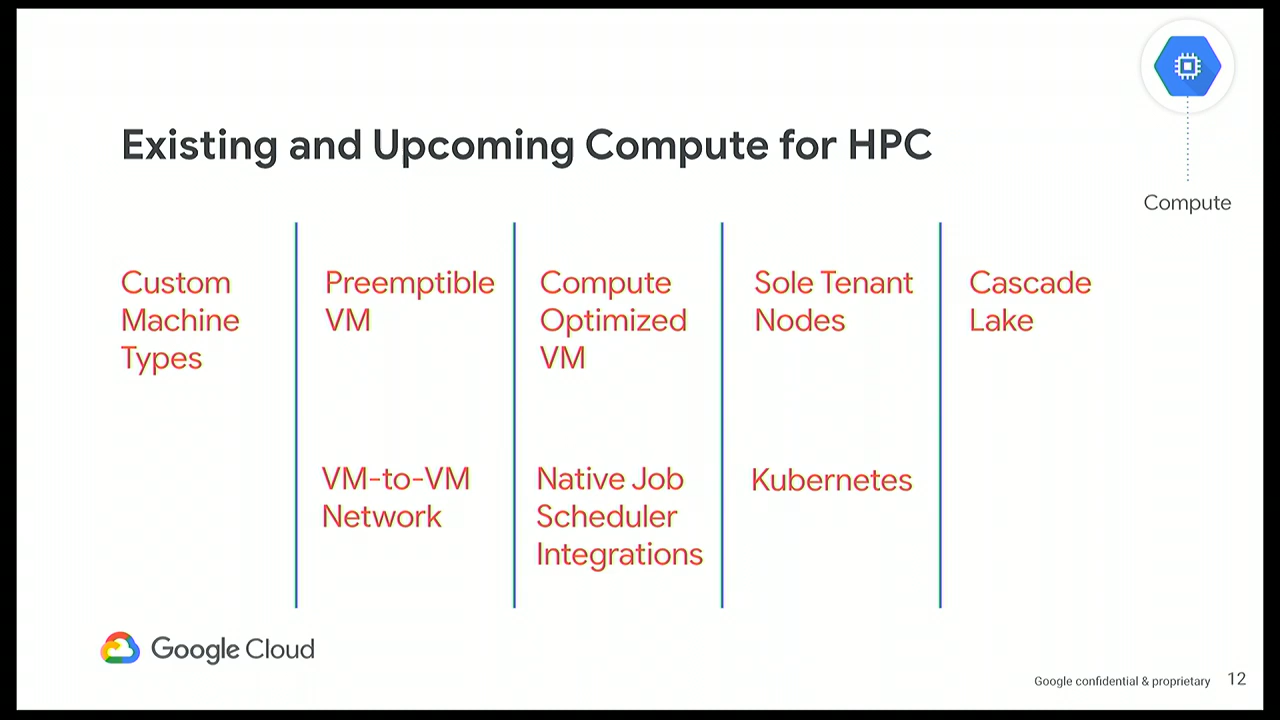 Compute
Existing and Upcoming Compute for HPC
Custom
Machine
Types
Preemptible
VM
Compute
Optimized
VM
Sole Tenant
Nodes
Cascade
Lake
VM-to-VM
Network
Native Job
Scheduler
Integrations
Kubernetes
Google Cloud
Google confidential & proprietary 12